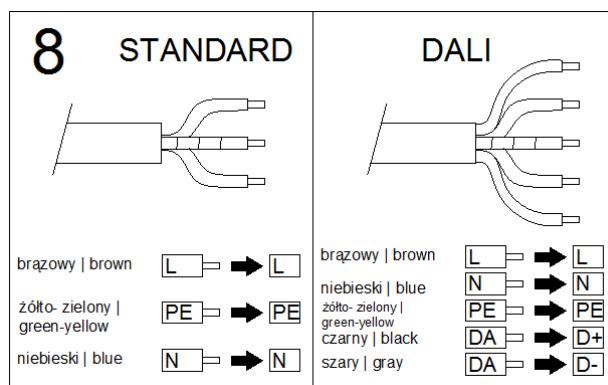 8 STANDARD
brązowy | brown L L
żółto- zielony |
green-yellow PE PE
niebieski | blue N N
DALI
brązowy | brown L L
niebieski | blue N N
żółto- zielony |
green-yellow PE PE
czarny | black DA D+
szary | gray DA D-